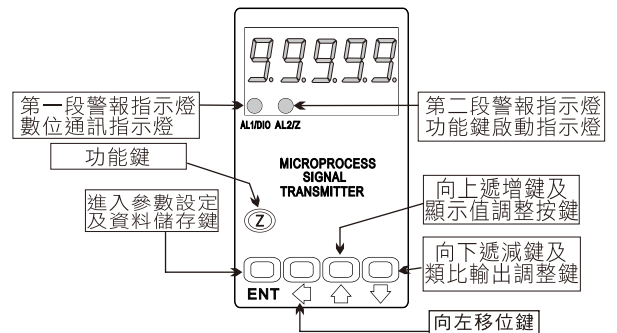 9.9.9.9.9.
第一段警報指示燈
數位通訊指示燈
AL1/DIO AL2/Z
第二段警報指示燈
功能鍵啟動指示燈
功能鍵
MICROPROCESS
SIGNAL
TRANSMITTER
Z
進入參數設定
及資料儲存鍵
向上遞增鍵及
顯示值調整按鍵
向下遞減鍵及
類比輸出調整鍵
ENT
向左移位鍵